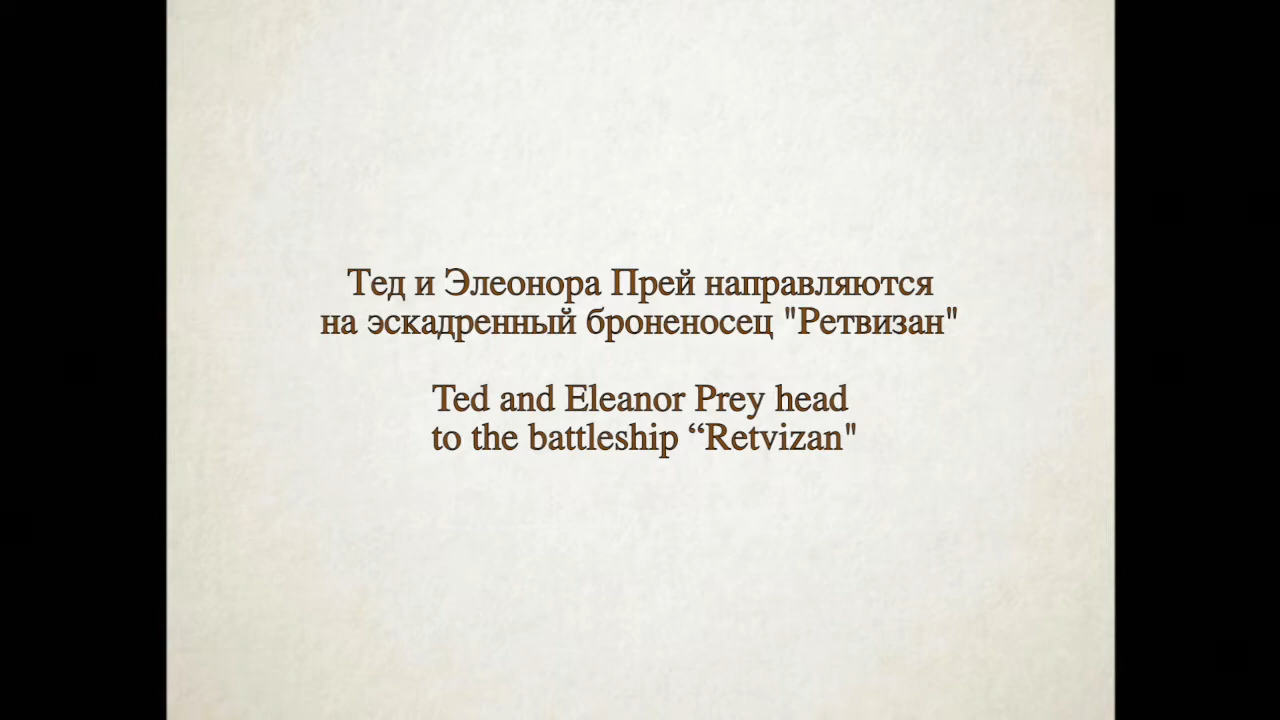 Тед и Элеонора Прей направляются
на эскадренный броненосец "Ретвизан"
Ted and Eleanor Prey head
to the battleship “Retvizan"